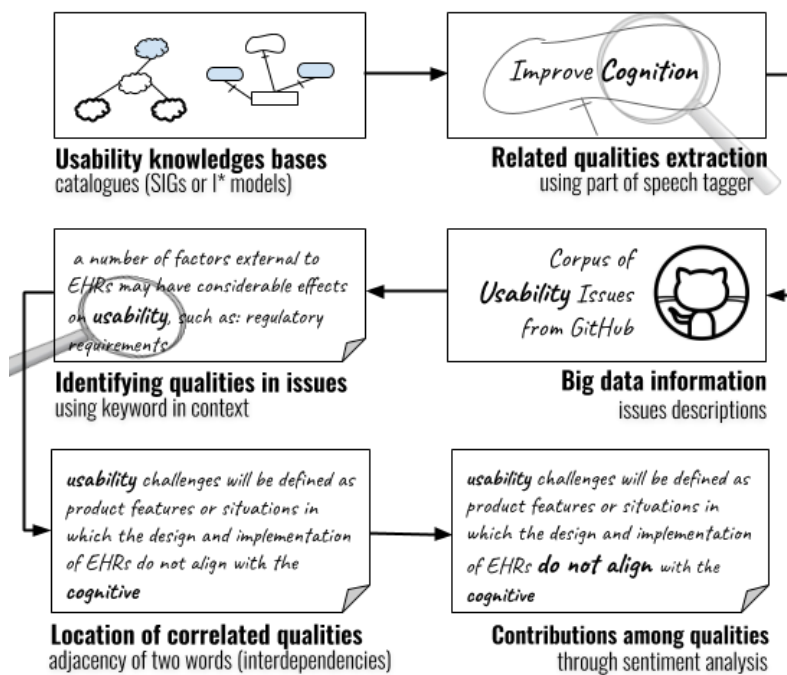 Improve Cognition
Usability knowledges bases
catalogues (SIGs or I* models)
Related qualities extraction
using part of speech tagger
a number of factors external to
EHRs may have considerable effects
on usability, such as: regulatory
requirements
Identifying qualities in issues
using keyword in context
Corpus of
Usability Issues
from GitHub
Big data information
issues descriptions
usability challenges will be defined as
product features or situations in
which the design and implementation
of EHRs do not align with the
cognitive
Location of correlated qualities
adjacency of two words (interdependencies)
usability challenges will be defined as
product features or situations in
which the design and implementation
of EHRs do not align with the
cognitive
Contributions among qualities
through sentiment analysis